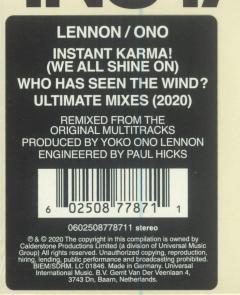 LENNON / ONO
INSTANT KARMA!
(WE ALL SHINE ON)
WHO HAS SEEN THE WIND?
ULTIMATE MIXES (2020)
REMIXED FROM THE
ORIGINAL MULTITRACKS
PRODUCED BY YOKO ONO LENNON
ENGINEERED BY PAUL HICKS
6 02508 77871 1
0602508778711 stereo
℗ & © 2020 The copyright in this compilation is owned by
Calderstone Productions Limited (a division of Universal Music
Group) All rights reserved. Unauthorized copying, reproduction,
hiring, lending, public performance and broadcasting prohibited.
BIEM/SDRM. LC 01846. Made in Germany. Universal
International Music. B.V. Gerrit Van Der Veenlaan 4,
3743 Dn, Baarn, Netherlands.